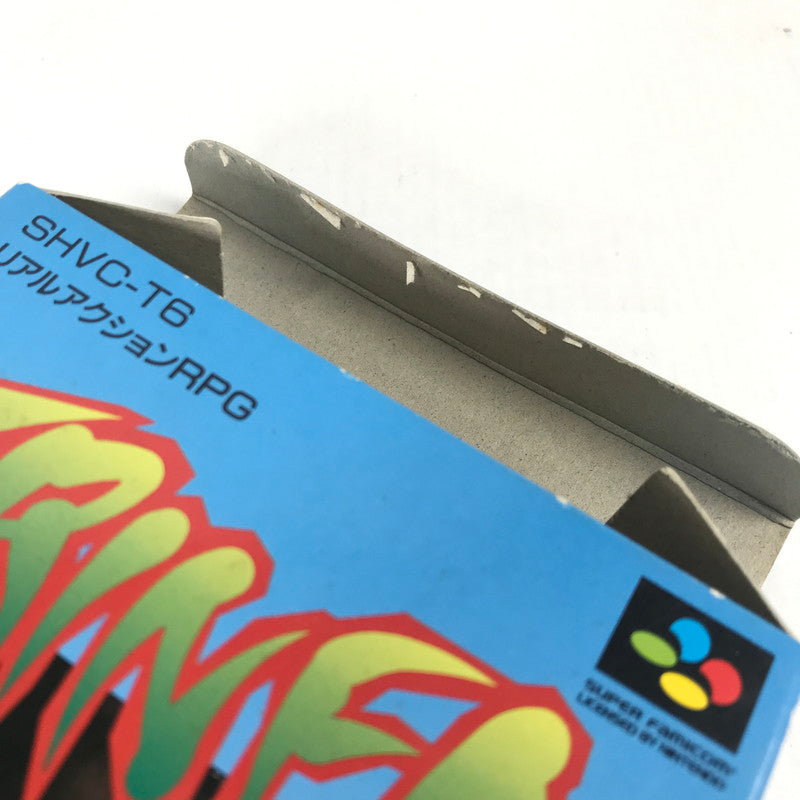 SHVC-T6
リアルアクションRPG
SUPER FAMICOM
LICENSED BY NINTENDO